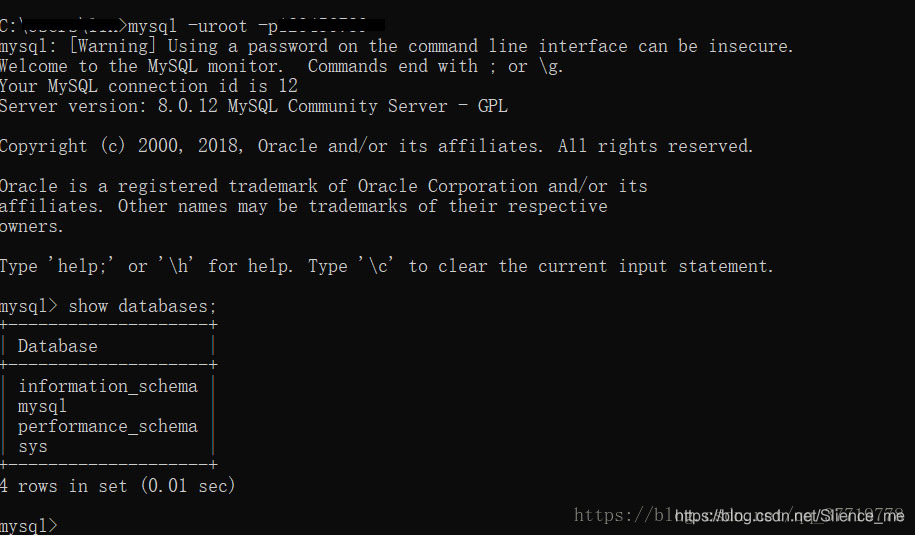 C:\>mysql -uroot
mysql: [Warning] Using a password on the command line interface can be insecure.
Welcome to the MySQL monitor.  Commands end with ; or \g.
Your MySQL connection id is 12
Server version: 8.0.12 MySQL Community Server - GPL
Copyright (c) 2000, 2018, Oracle and/or its affiliates. All rights reserved.
Oracle is a registered trademark of Oracle Corporation and/or its
affiliates. Other names may be trademarks of their respective
owners.
Type 'help;' or '\h' for help. Type '\c' to clear the current input statement.
mysql> show databases;
+--------------------+
| Database           |
+--------------------+
| information_schema |
| mysql              |
| performance_schema |
| sys                |
+--------------------+
4 rows in set (0.01 sec)
mysql>
https://blog.csdn.net/Slience_me